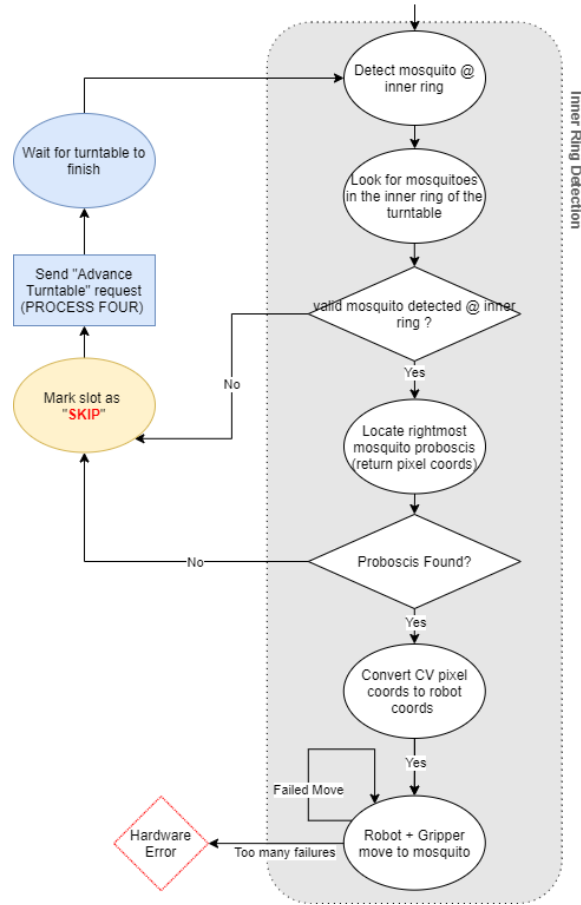 Detect mosquito @
inner ring
Inner Ring Detection
Wait for turntable to
finish
Look for mosquitoes
in the inner ring of the
turntable
Send "Advance
Turntable" request
(PROCESS FOUR)
valid mosquito detected @ inner
ring ?
No
Yes
Mark slot as
"SKIP"
Locate rightmost
mosquito proboscis
(return pixel coords)
No
Proboscis Found?
Yes
Convert CV pixel
coords to robot
coords
Yes
Failed Move
Hardware
Error
Too many failures
Robot + Gripper
move to mosquito